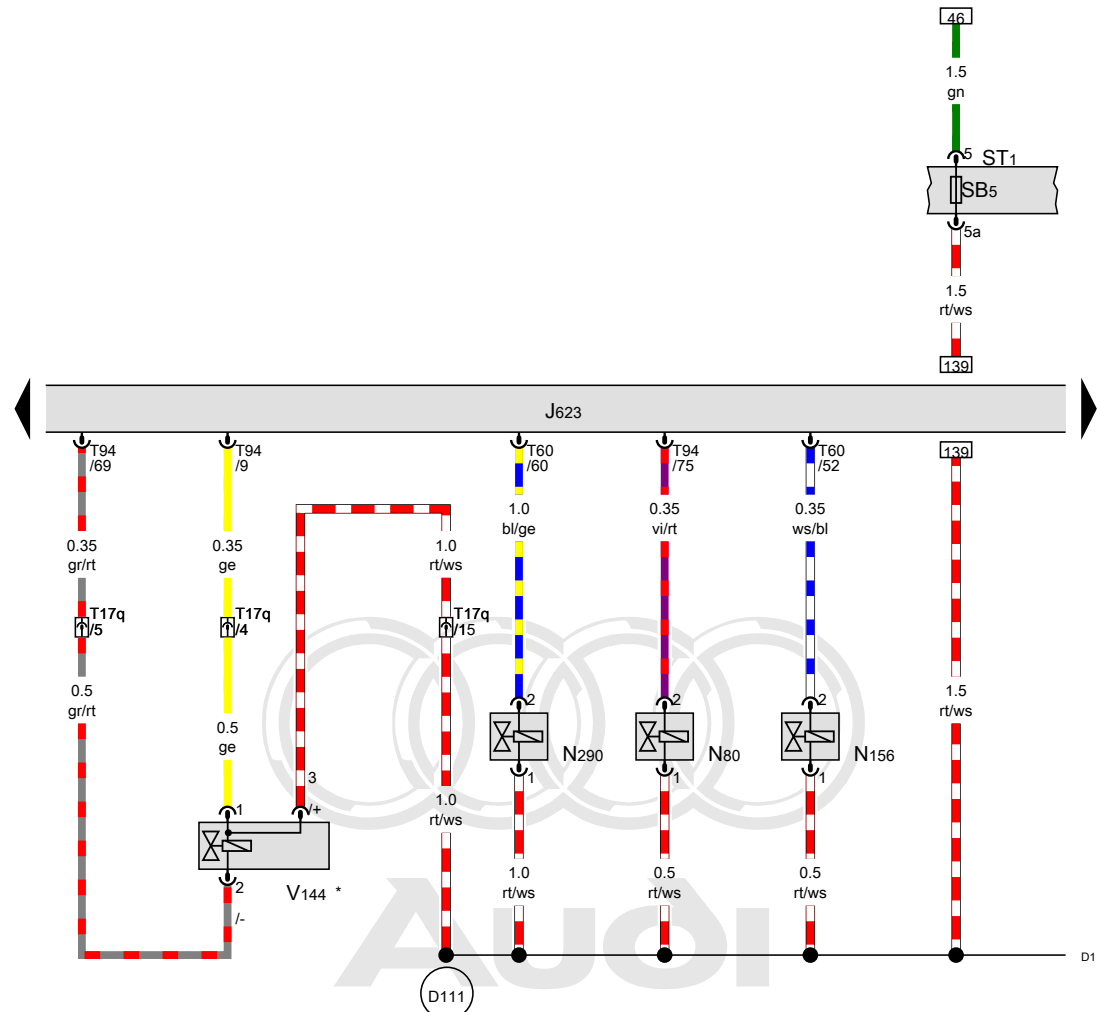 46
1.5
gn
5
ST1
SB5
5a
1.5
rt/ws
139
J623
T94
/69
T94
/9
T60
/60
T94
/75
T60
/52
139
1.0
bl/ge
0.35
vi/rt
0.35
ws/bl
0.35
gr/rt
0.35
ge
1.0
rt/ws
T17q
/5
T17q
/4
T17q
/15
0.5
gr/rt
0.5
ge
2
2
2
1.5
rt/ws
N290
N80
N156
3
1
1
1
1
/+
1.0
rt/ws
1.0
rt/ws
0.5
rt/ws
0.5
rt/ws
2
V144 *
/-
D1
D111
Audi